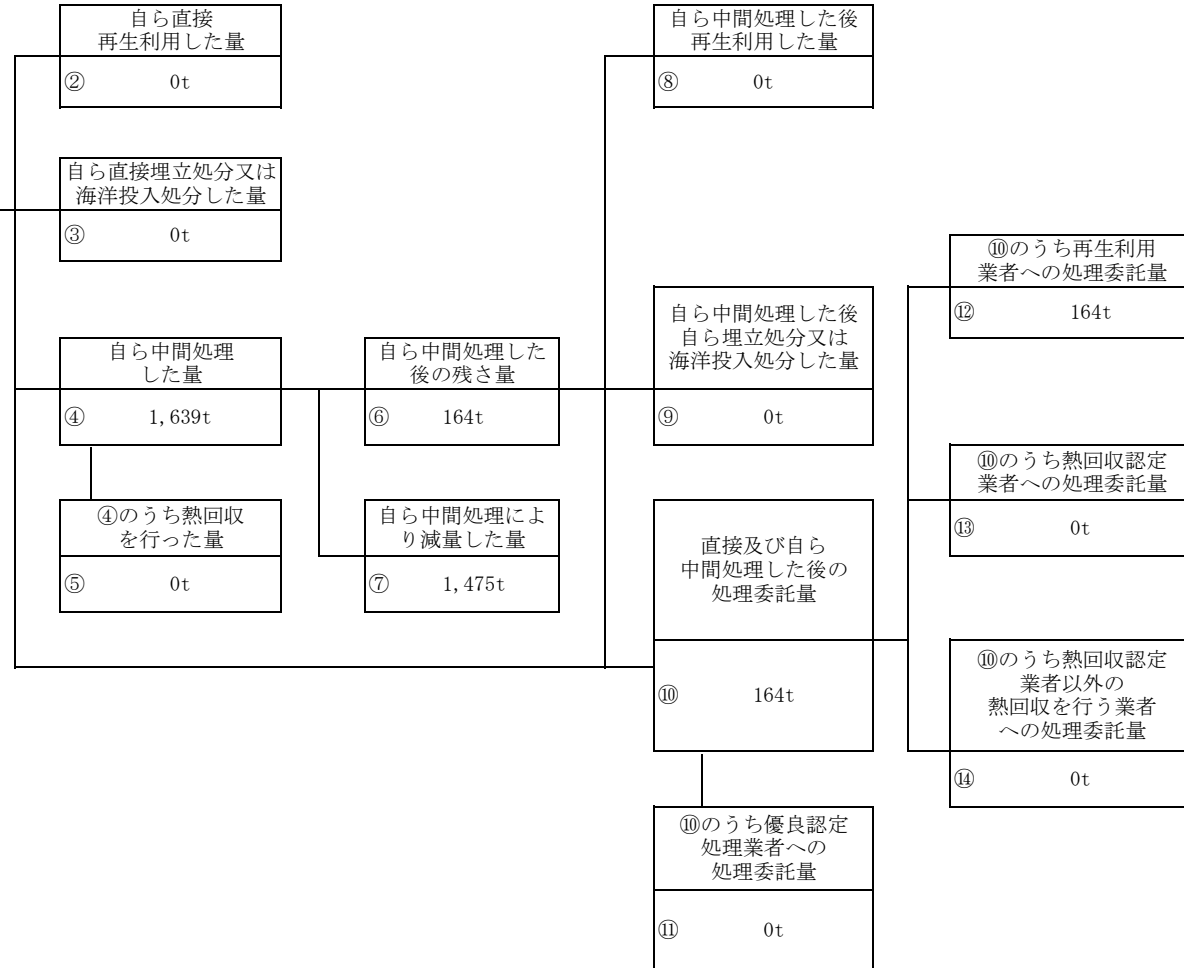 自ら直接
再生利用した量
② 0t
自ら直接埋立処分又は
海洋投入処分した量
③ 0t
自ら中間処理
した量
④ 1,639t
④のうち熱回収
を行った量
⑤ 0t
自ら中間処理した
後の残さ量
⑥ 164t
自ら中間処理によ
り減量した量
⑦ 1,475t
自ら中間処理した後
再生利用した量
⑧ 0t
自ら中間処理した後
自ら埋立処分又は
海洋投入処分した量
⑨ 0t
直接及び自ら
中間処理した後の
処理委託量
⑩ 164t
⑩のうち優良認定
処理業者への
処理委託量
⑪ 0t
⑩のうち再生利用
業者への処理委託量
⑫ 164t
⑩のうち熱回収認定
業者への処理委託量
⑬ 0t
⑩のうち熱回収認定
業者以外の
熱回収を行う業者
への処理委託量
⑭ 0t